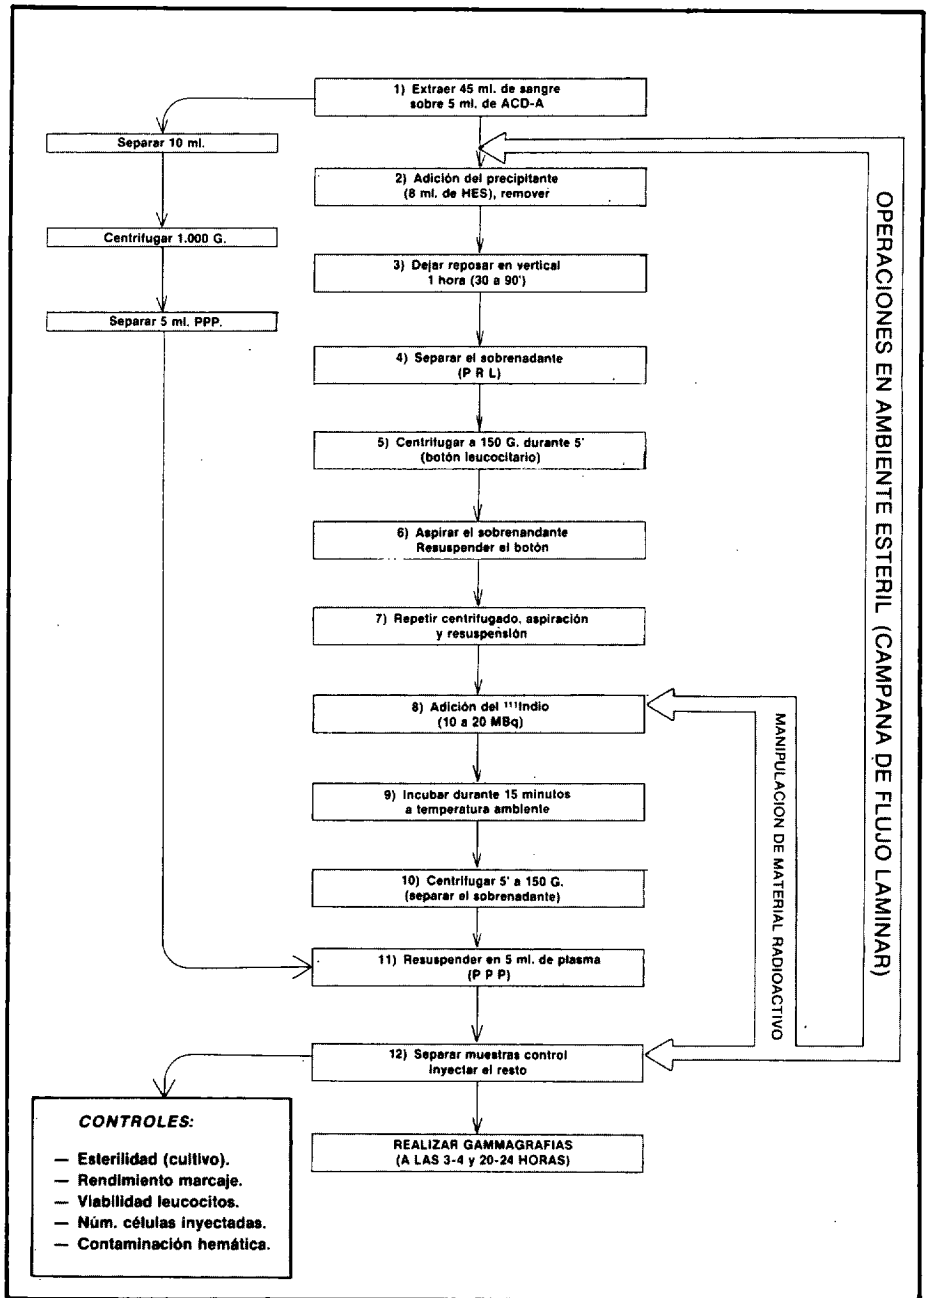 1) Extraer 45 ml. de sangre
sobre 5 ml. de ACD-A
Separar 10 ml.
Centrifugar 1.000 G.
Separar 5 ml. PPP.
2) Adición del precipitante
(8 ml. de HES), remover
3) Dejar reposar en vertical
1 hora (30 a 90')
4) Separar el sobrenadante
(P R L)
5) Centrifugar a 150 G. durante 5'
(botón leucocitario)
6) Aspirar el sobrenandante
Resuspender el botón
7) Repetir centrifugado, aspiración
y resuspensión
8) Adición del ¹¹¹Indio
(10 a 20 MBq)
9) Incubar durante 15 minutos
a temperatura ambiente
10) Centrifugar 5' a 150 G.
(separar el sobrenadante)
11) Resuspender en 5 ml. de plasma
(P P P)
12) Separar muestras control
Inyectar el resto
REALIZAR GAMMAGRAFIAS
(A LAS 3-4 y 20-24 HORAS)
CONTROLES:
— Esterilidad (cultivo).
— Rendimiento marcaje.
— Viabilidad leucocitos.
— Núm. células inyectadas.
— Contaminación hemática.
MANIPULACION DE MATERIAL RADIOACTIVO
OPERACIONES EN AMBIENTE ESTERIL (CAMPANA DE FLUJO LAMINAR)